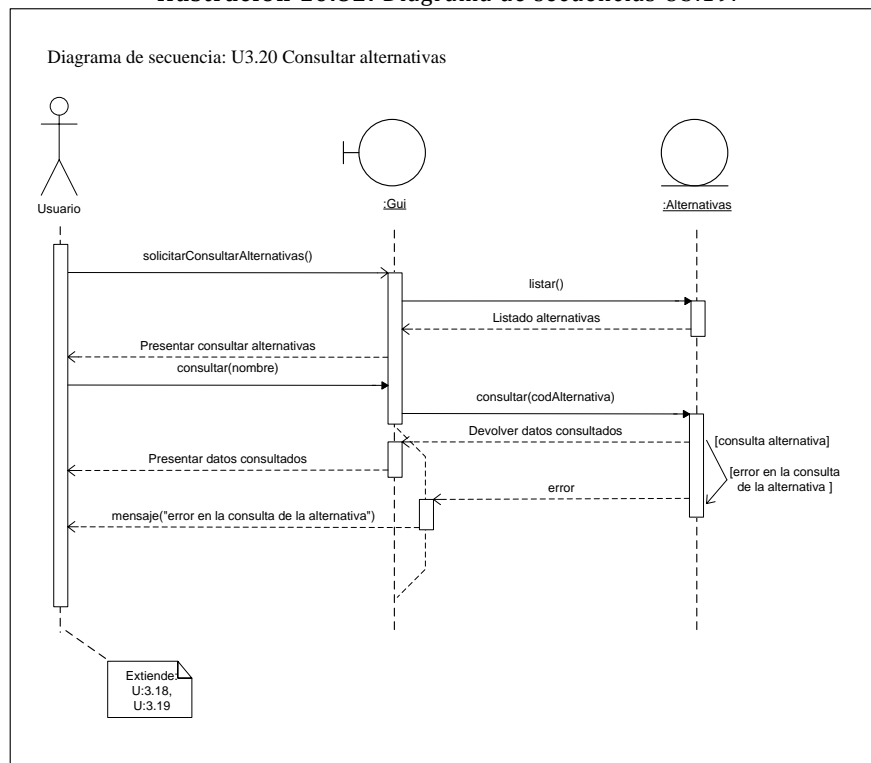 Diagrama de secuencia: U3.20 Consultar alternativas
Usuario
:Gui
:Alternativas
solicitarConsultarAlternativas()
listar()
Listado alternativas
Presentar consultar alternativas
consultar(nombre)
consultar(codAlternativa)
Devolver datos consultados
[consulta alternativa]
Presentar datos consultados
[error en la consulta
de la alternativa ]
error
mensaje("error en la consulta de la alternativa")
Extiende:
U:3.18,
U:3.19